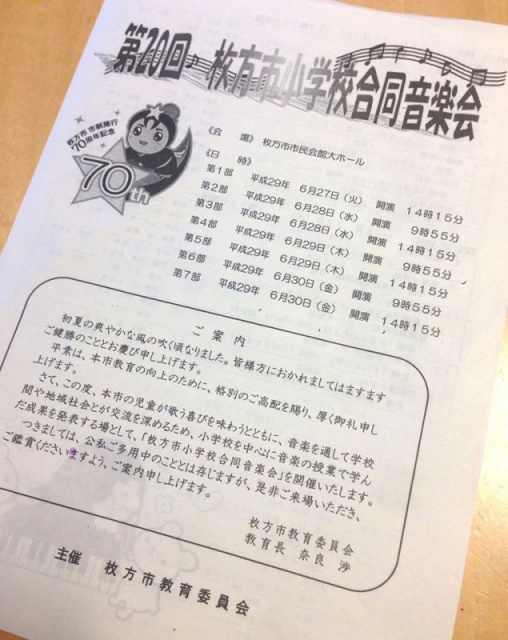 第20回 枚方市小学校合同音楽会
枚方市 市制施行
70周年記念
70th
《会　場》 枚方市市民会館大ホール
《日　時》
第1部　平成29年　6月27日（火）　開演　14時15分
第2部　平成29年　6月28日（水）　開演　9時55分
第3部　平成29年　6月28日（水）　開演　14時15分
第4部　平成29年　6月29日（木）　開演　9時55分
第5部　平成29年　6月29日（木）　開演　14時15分
第6部　平成29年　6月30日（金）　開演　9時55分
第7部　平成29年　6月30日（金）　開演　14時15分
ご 案 内
初夏の爽やかな風の吹く頃なりました。皆様方におかれましてはますます
ご健勝のこととお慶び申し上げます。
平素は、本市教育の向上のために、格別のご高配を賜り、厚く御礼申し
上げます。
さて、この度、本市の児童が歌う喜びを味わうとともに、音楽を通して学校
間や地域社会とが交流を深めるため、小学校を中心に音楽の授業で学ん
だ成果を発表する場として、「枚方市小学校合同音楽会」を開催いたします。
つきましては、公私ご多用中のこととは存じますが、是非ご来場いただき、
ご鑑賞くださいますよう、ご案内申し上げます。
枚方市教育委員会
教育長　奈良 渉
主催　枚方市教育委員会